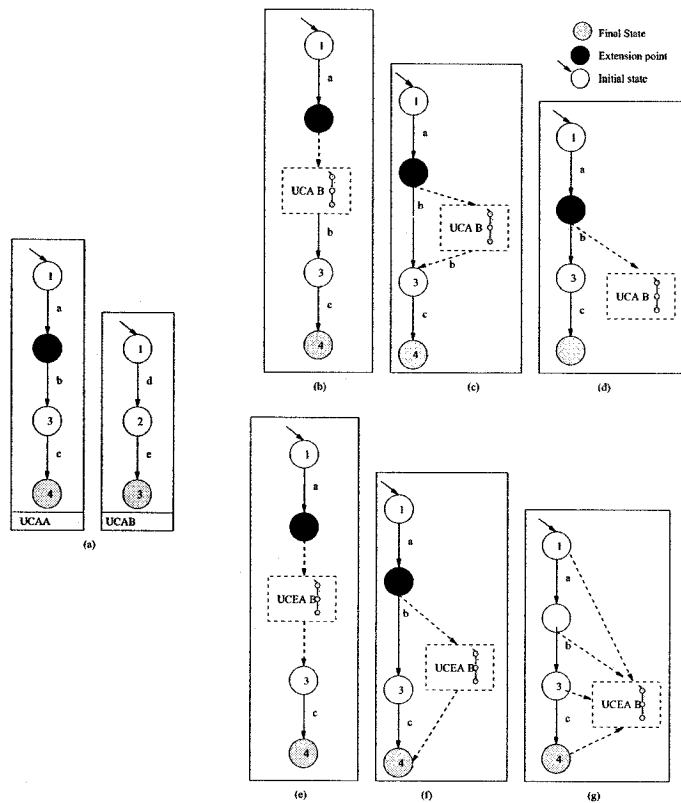 Final State
Extension point
Initial state
1
a
b
3
c
4
UCAA
1
d
2
e
3
UCAB
(a)
1
a
UCA B
b
3
c
4
(b)
1
a
b
UCA B
b
3
c
4
(c)
1
a
b
3
UCA B
c
(d)
1
a
UCEA B
3
c
4
(e)
1
a
b
UCEA B
3
c
4
(f)
1
a
b
3
UCEA B
c
4
(g)